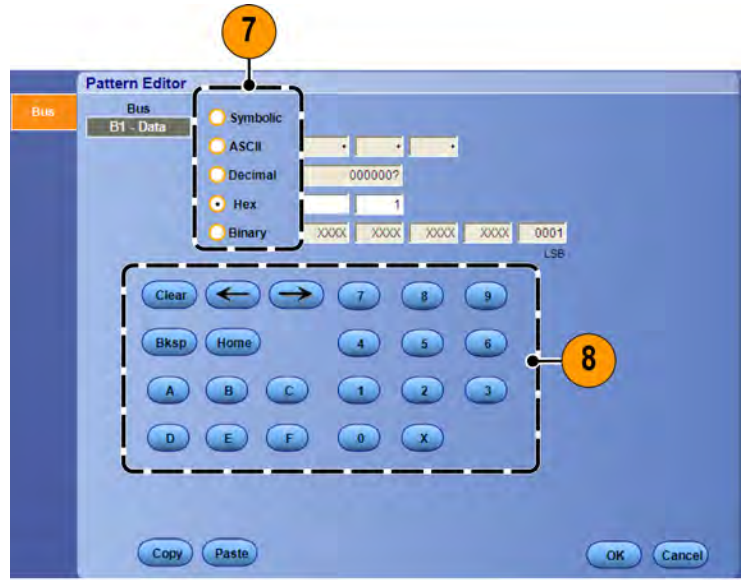 7
Pattern Editor
Bus
Bus
B1 - Data
Symbolic
ASCII
Decimal
000000?
Hex
1
Binary
XXXX XXXX XXXX XXXX 0001
LSB
Clear ← → 7 8 9
Bksp Home 4 5 6
8
A B C 1 2 3
D E F 0 X
Copy Paste
OK Cancel